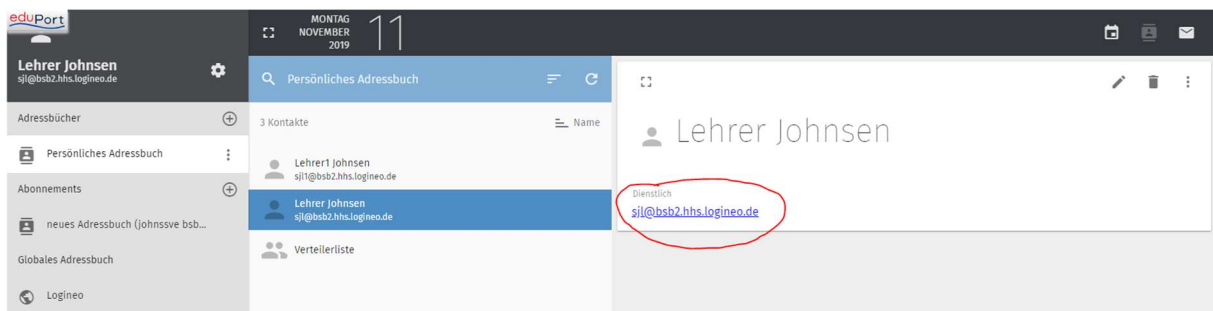 eduPort
Lehrer Johnsen
sjl@bsb2.hhs.logineo.de
Adressbücher
Persönliches Adressbuch
Abonnements
neues Adressbuch (johnssve bsb...
Globales Adressbuch
Logineo
MONTAG
NOVEMBER
2019
11
Persönliches Adressbuch
3 Kontakte
Name
Lehrer1 Johnsen
sjl1@bsb2.hhs.logineo.de
Lehrer Johnsen
sjl@bsb2.hhs.logineo.de
Verteilerliste
Lehrer Johnsen
Dienstlich
sjl@bsb2.hhs.logineo.de